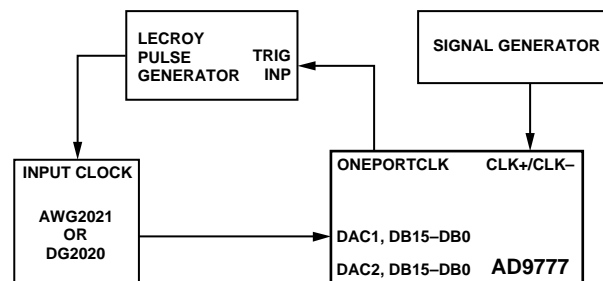 LECROY
PULSE
GENERATOR
TRIG
INP
SIGNAL GENERATOR
INPUT CLOCK
AWG2021
OR
DG2020
ONEPORTCLK
CLK+/CLK–
DAC1, DB15–DB0
DAC2, DB15–DB0
AD9777